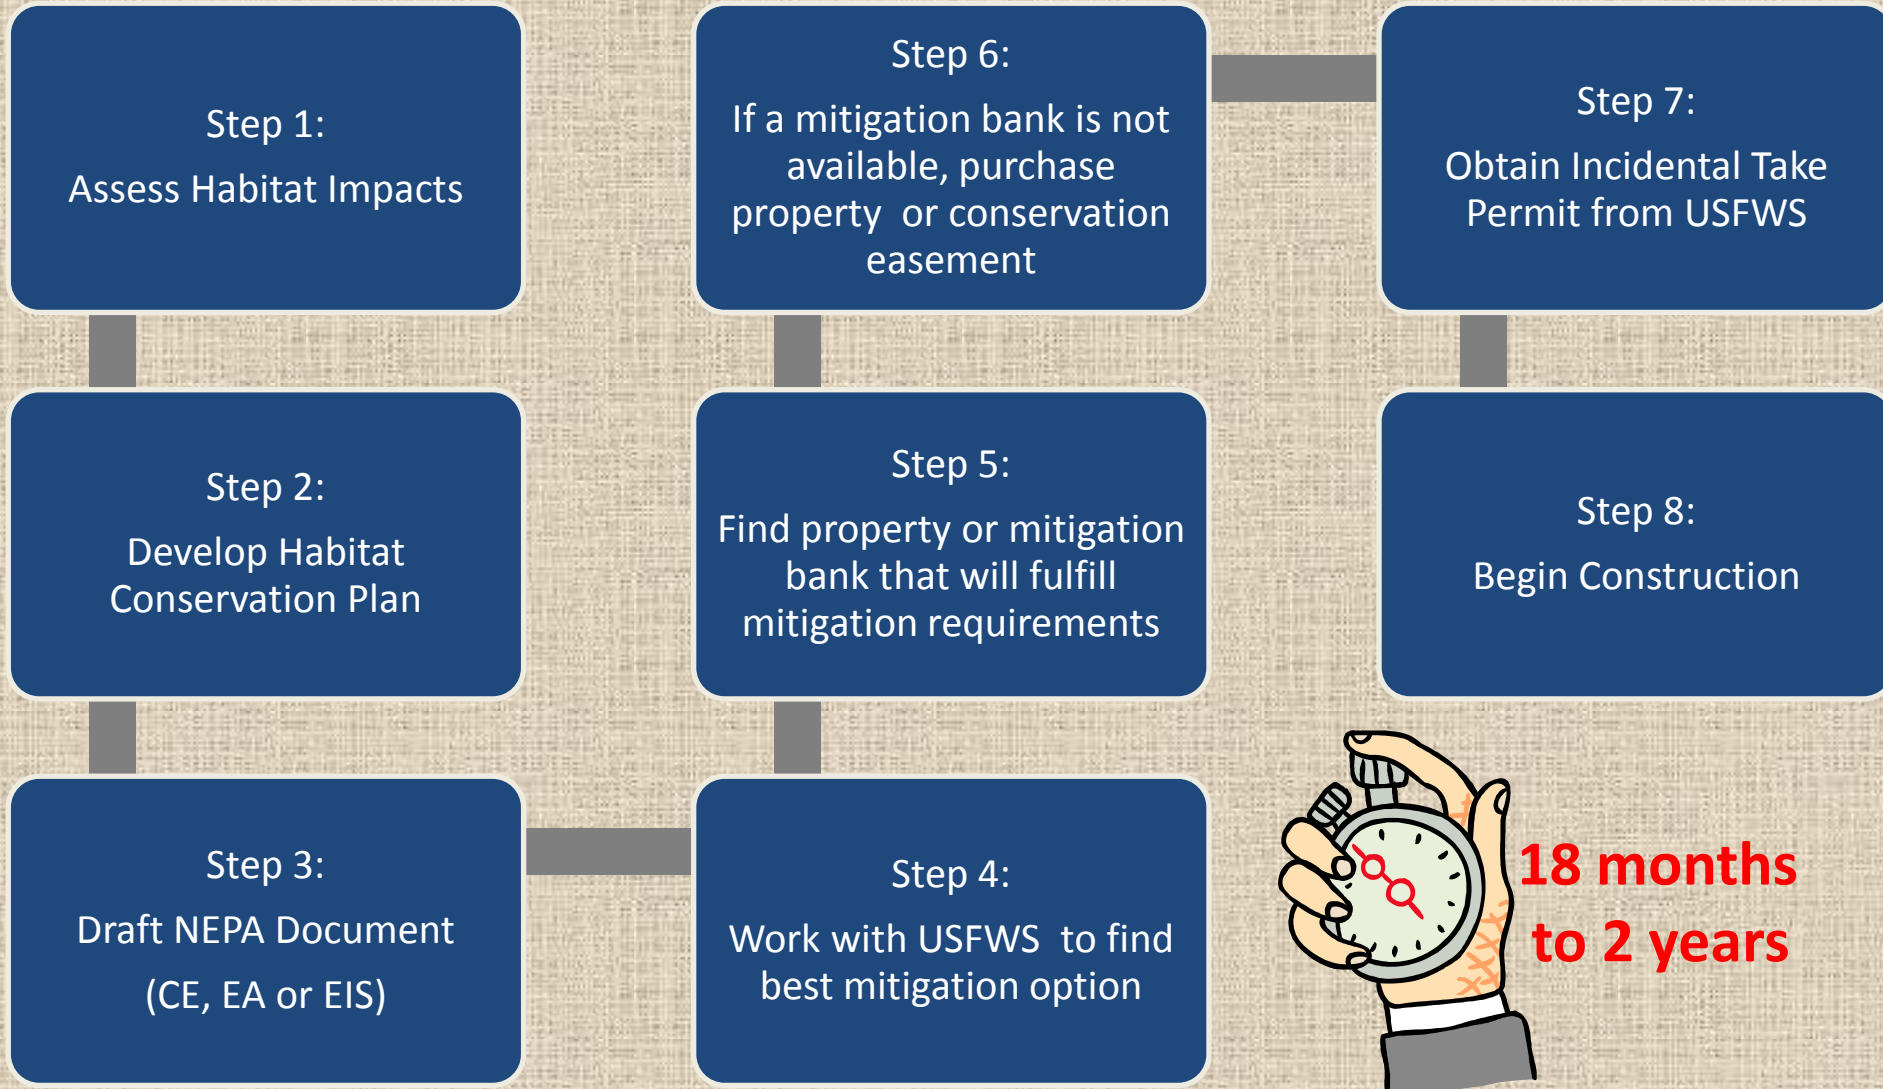 Step 1:
Assess Habitat Impacts
Step 2:
Develop Habitat
Conservation Plan
Step 3:
Draft NEPA Document
(CE, EA or EIS)
Step 4:
Work with USFWS  to find
best mitigation option
Step 5:
Find property or mitigation
bank that will fulfill
mitigation requirements
Step 6:
If a mitigation bank is not
available, purchase
property  or conservation
easement
Step 7:
Obtain Incidental Take
Permit from USFWS
Step 8:
Begin Construction
18 months
to 2 years